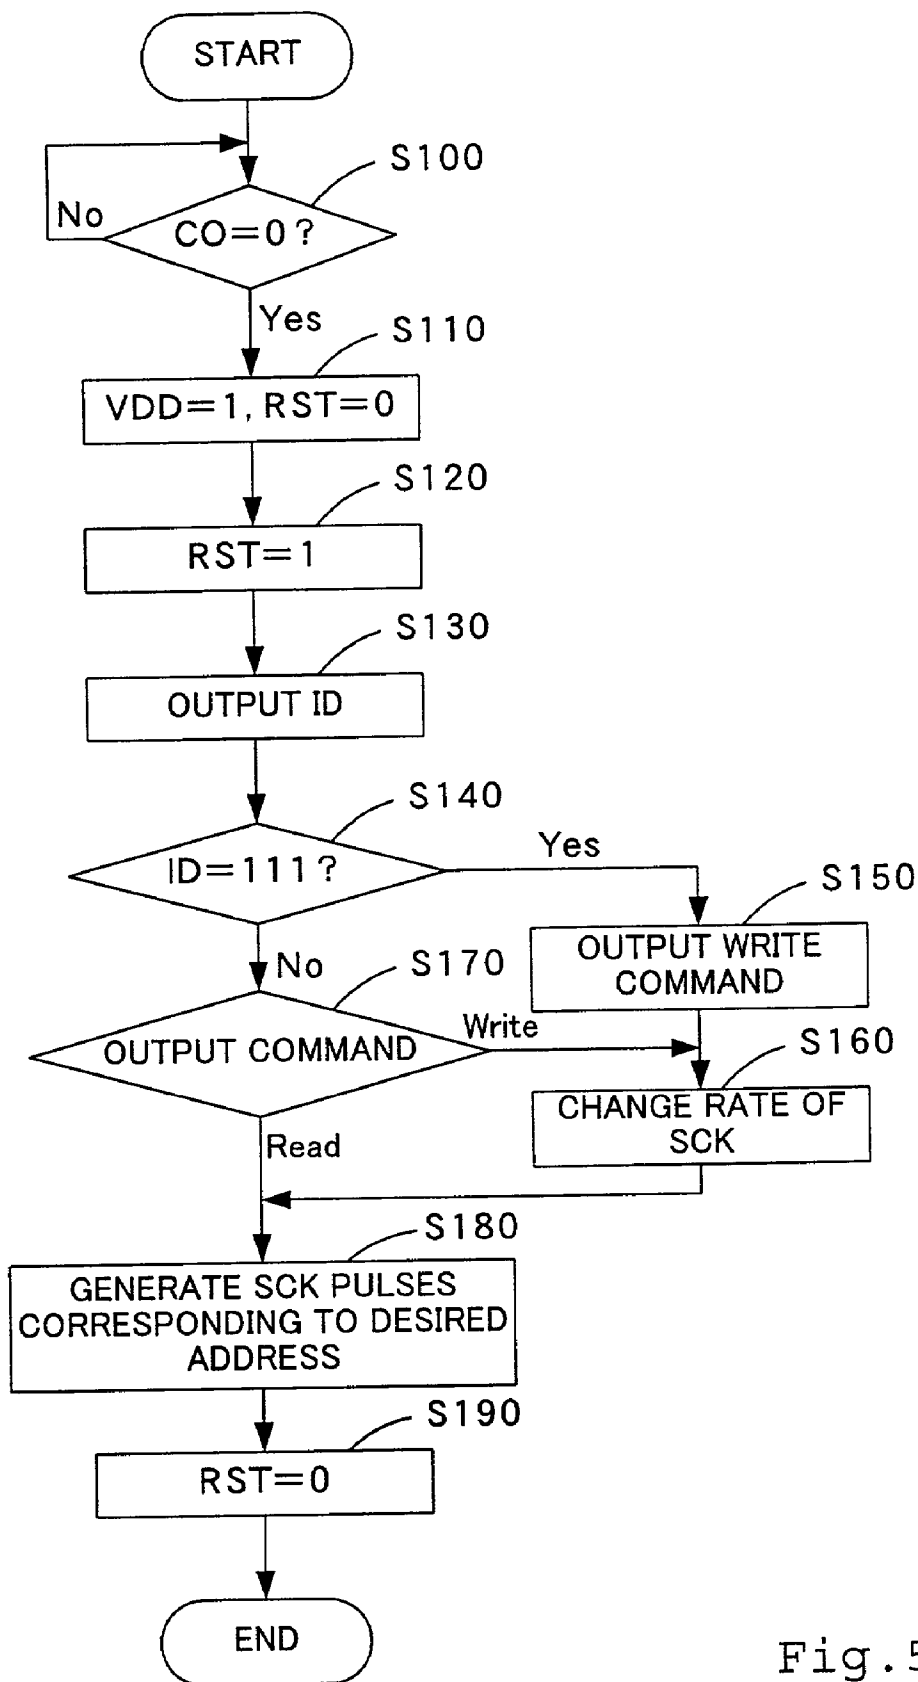 START
S100
No
CO=0?
Yes
S110
VDD=1, RST=0
S120
RST=1
S130
OUTPUT ID
S140
ID=111?
Yes
S150
OUTPUT WRITE
COMMAND
No
S170
OUTPUT COMMAND
Write
S160
CHANGE RATE OF
SCK
Read
S180
GENERATE SCK PULSES
CORRESPONDING TO DESIRED
ADDRESS
S190
RST=0
END
Fig.5